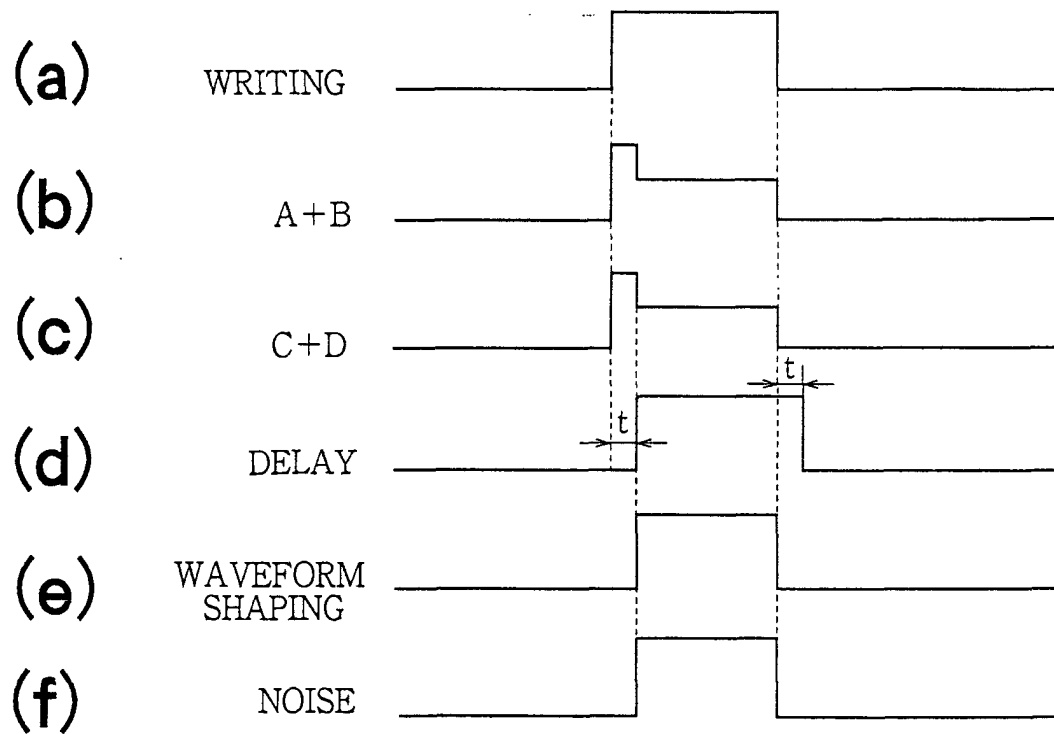 (a) WRITING
(b) A+B
(c) C+D
t
(d) DELAY t
(e) WAVEFORM
SHAPING
(f) NOISE